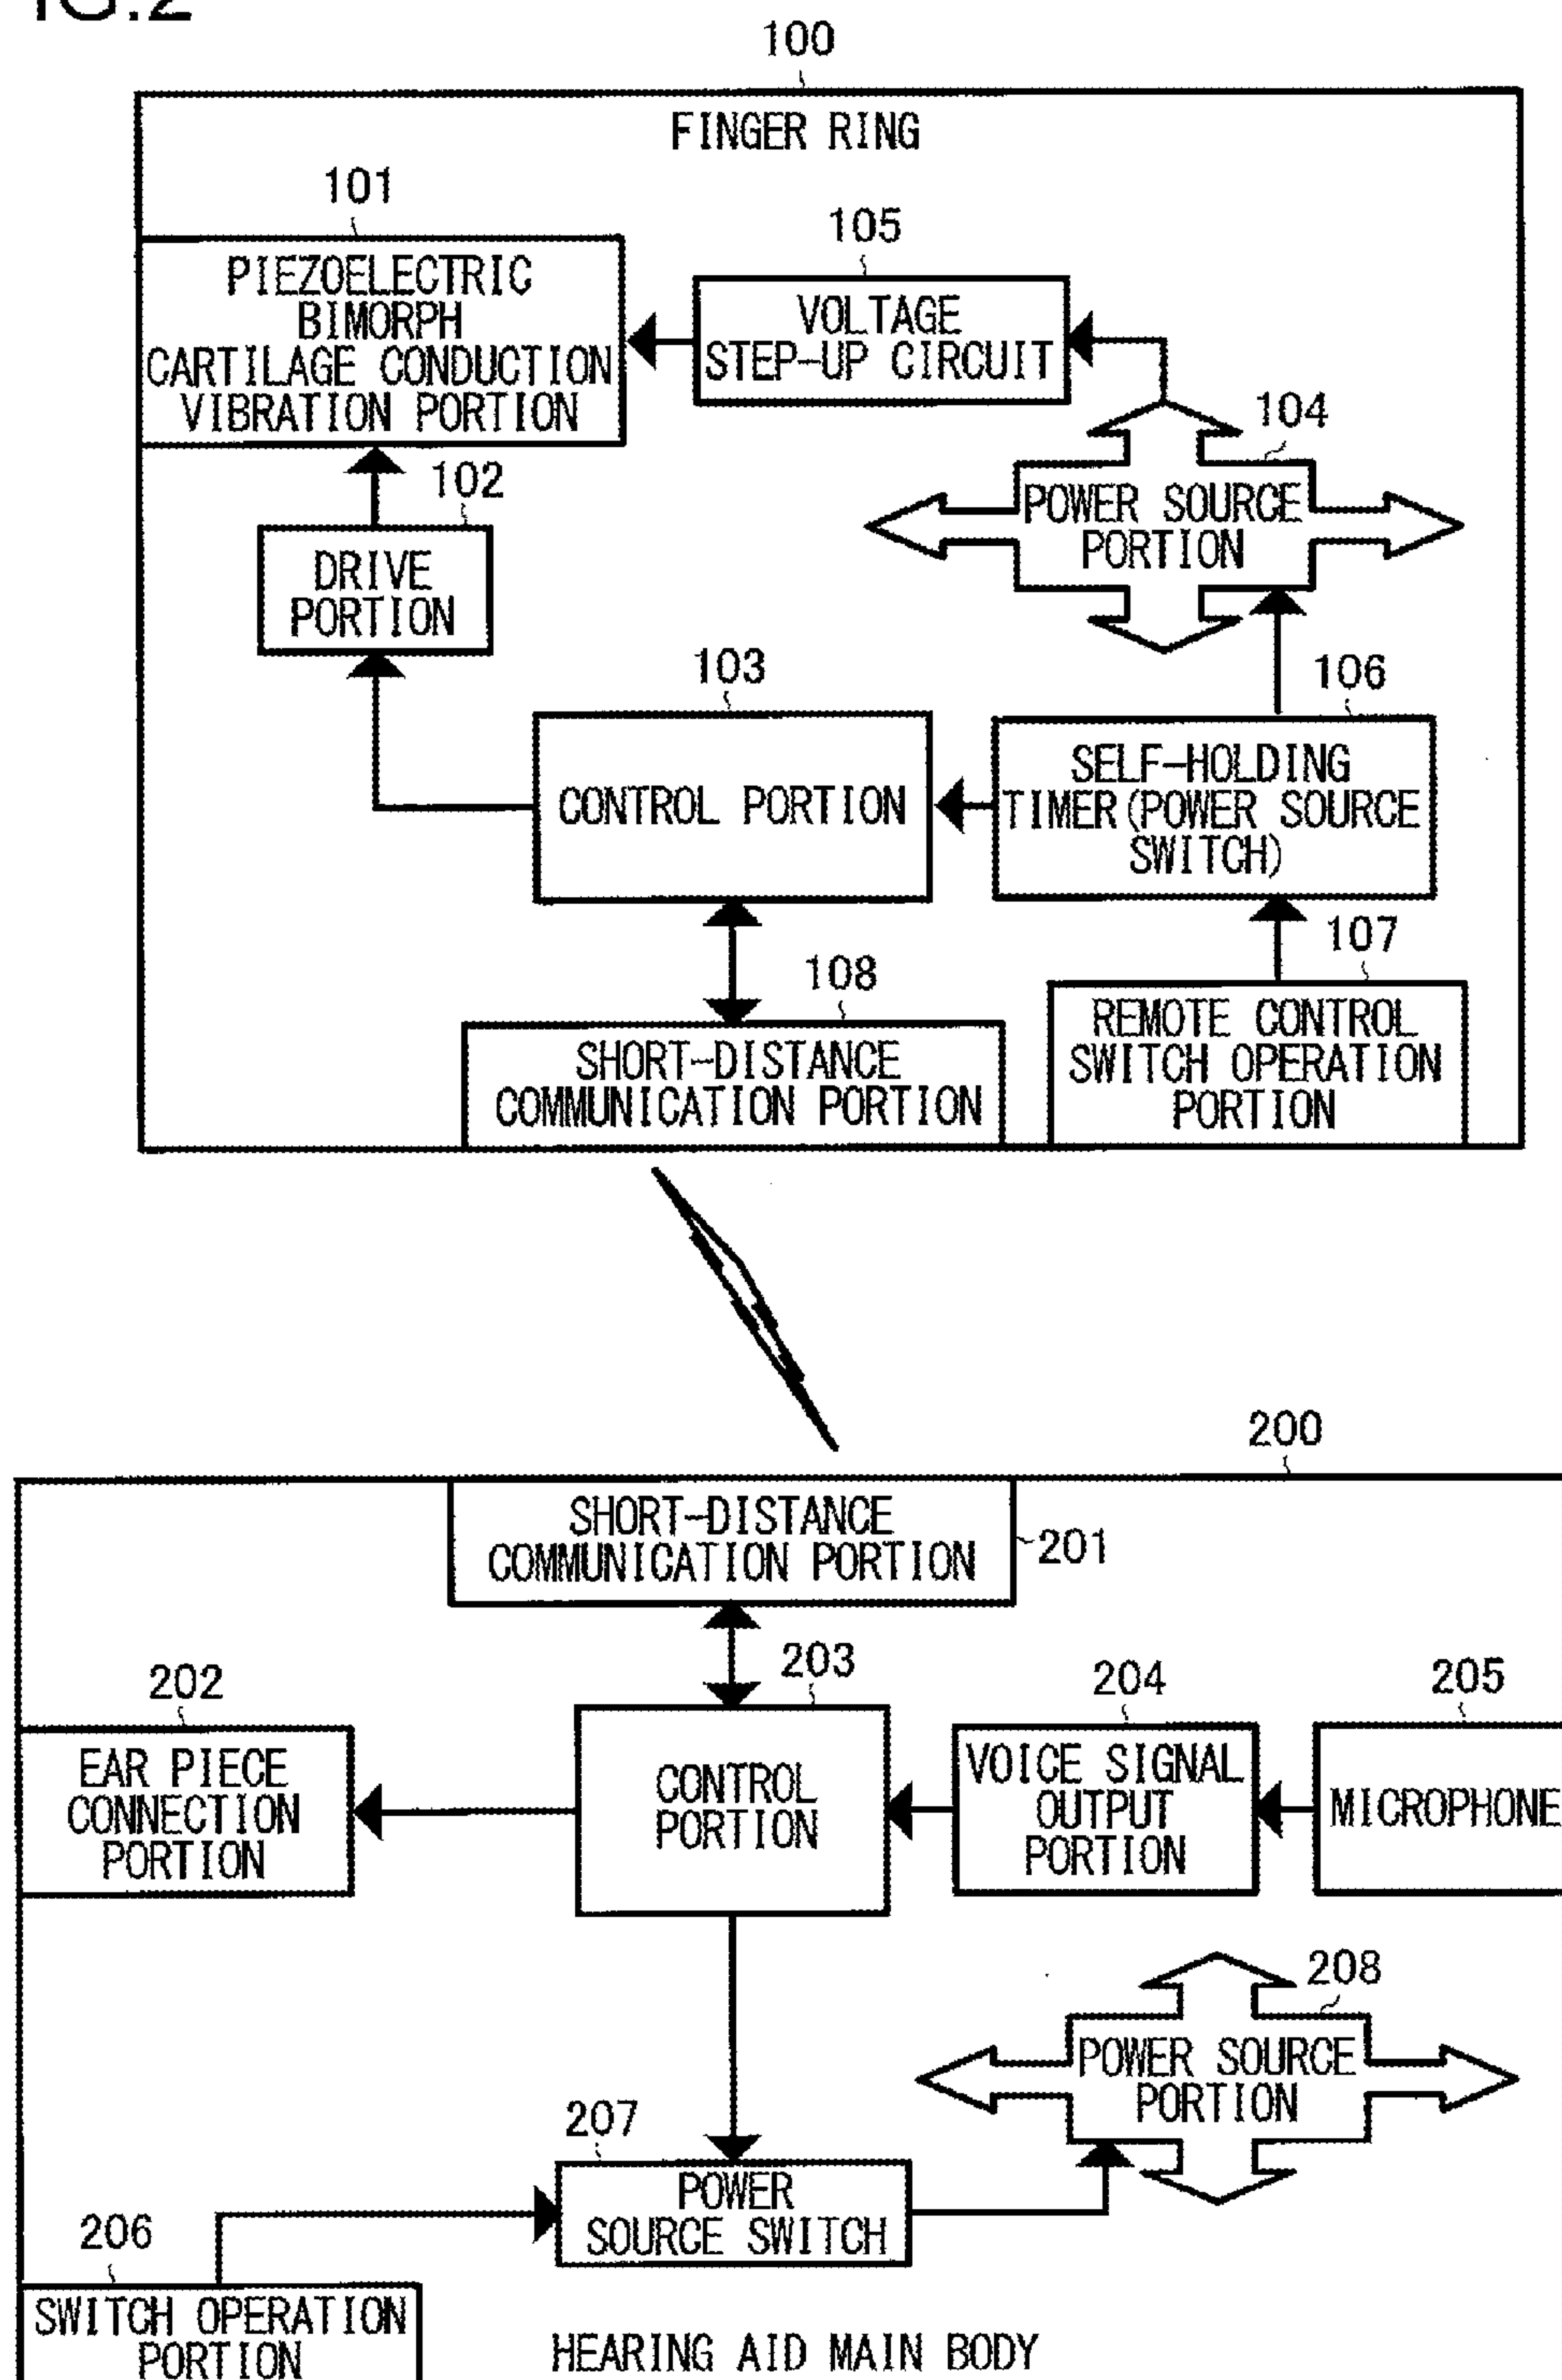 FIG.2
100
FINGER RING
101
PIEZOELECTRIC
BIMORPH
CARTILAGE CONDUCTION
VIBRATION PORTION
105
VOLTAGE
STEP-UP CIRCUIT
104
POWER SOURCE
PORTION
102
DRIVE
PORTION
103
CONTROL PORTION
106
SELF-HOLDING
TIMER(POWER SOURCE
SWITCH)
107
REMOTE CONTROL
SWITCH OPERATION
PORTION
108
SHORT-DISTANCE
COMMUNICATION PORTION
200
SHORT-DISTANCE
COMMUNICATION PORTION
201
202
EAR PIECE
CONNECTION
PORTION
203
CONTROL
PORTION
204
VOICE SIGNAL
OUTPUT
PORTION
205
MICROPHONE
208
POWER SOURCE
PORTION
207
POWER
SOURCE SWITCH
206
SWITCH OPERATION
PORTION
HEARING AID MAIN BODY